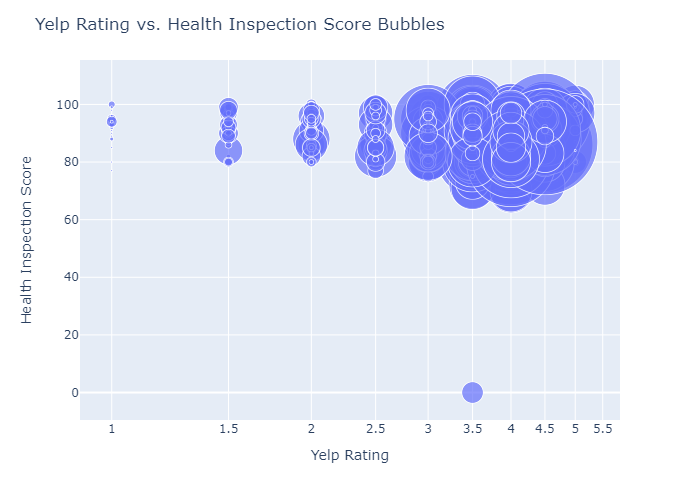 Yelp Rating vs. Health Inspection Score Bubbles
Health Inspection Score
100
80
60
40
20
0
1 1.5 2 2.5 3 3.5 4 4.5 5 5.5
Yelp Rating